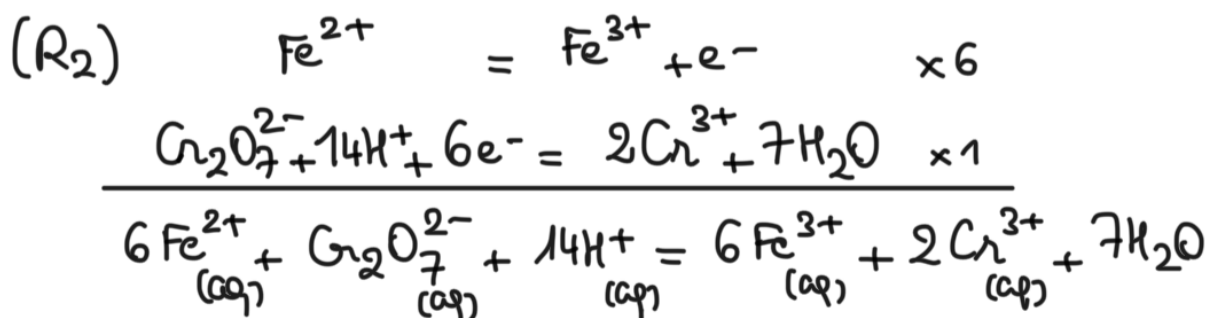 (R₂) Fe²⁺ = Fe³⁺ + e⁻ ×6
Cr₂O₇²⁻ + 14H⁺ + 6e⁻ = 2Cr³⁺ + 7H₂O ×1
6Fe²⁺(aq) + Cr₂O₇²⁻(aq) + 14H⁺(aq) = 6Fe³⁺(aq) + 2Cr³⁺(aq) + 7H₂O